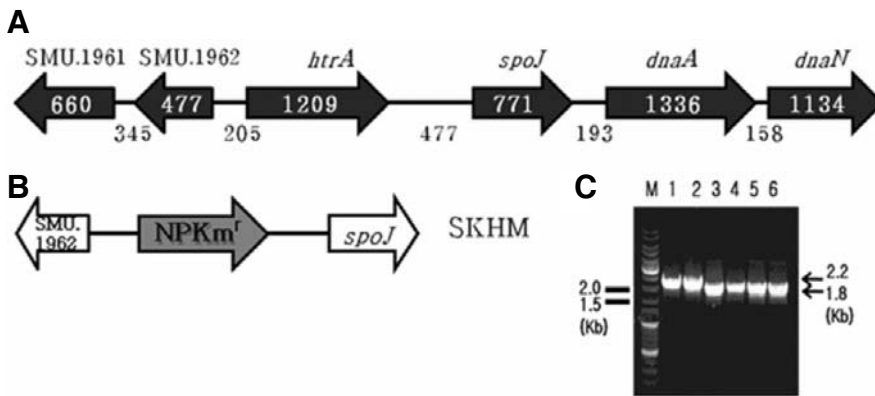 A
SMU.1961 SMU.1962 htrA spoJ dnaA dnaN
660 477 1209 771 1336 1134
345 205 477 193 158
B
SMU. 1962 NPKmʳ spoJ SKHM
C
M 1 2 3 4 5 6
2.0
1.5
(Kb)
2.2
1.8
(Kb)